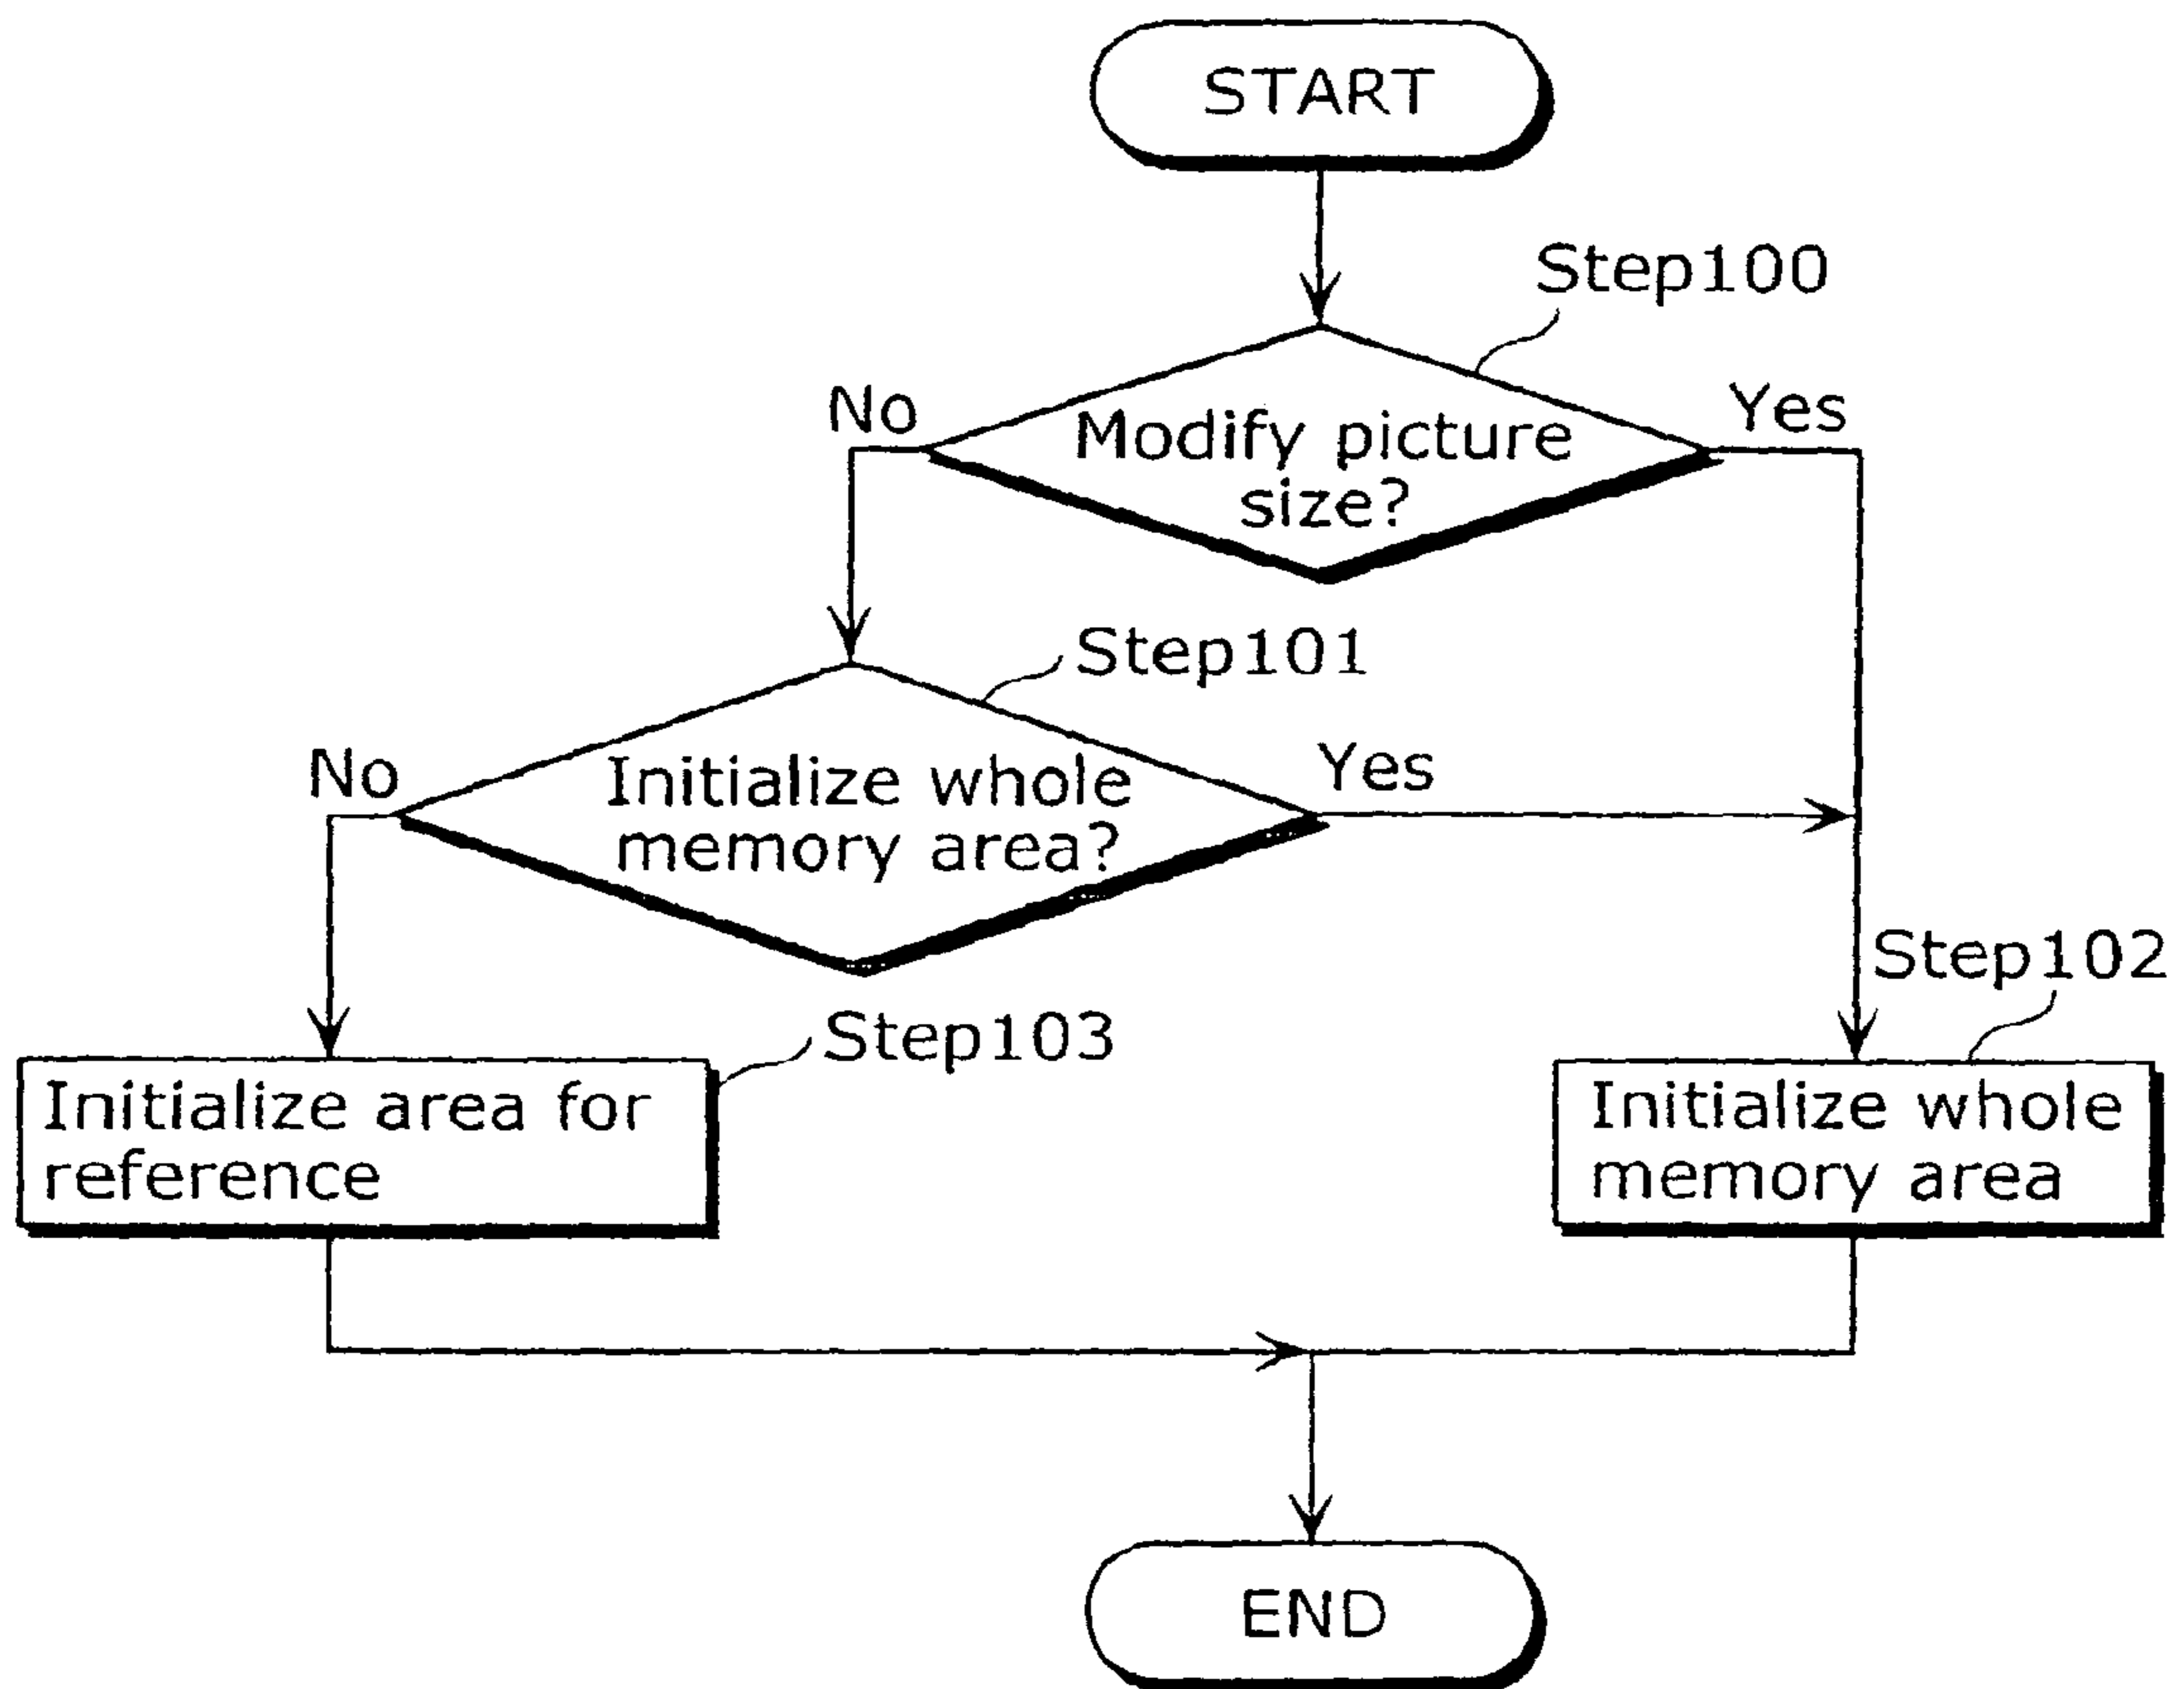 START
Step100
No
Yes
Modify picture
size?
Step101
No
Yes
Initialize whole
memory area?
Step102
Step103
Initialize area for
reference
Initialize whole
memory area
END